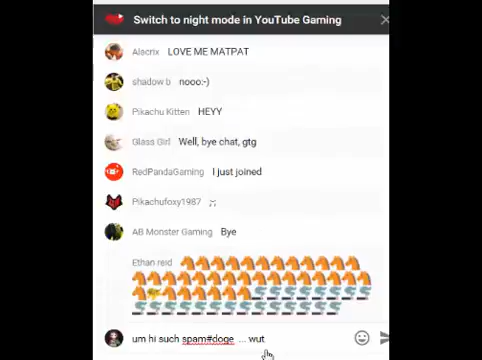 Switch to night mode in YouTube Gaming
Alacrix LOVE ME MATPAT
shadow b nooo:-)
Pikachu Kitten HEYY
Glass Girl Well, bye chat, gtg
RedPandaGaming I just joined
Pikachufoxy1987 ;;
AB Monster Gaming Bye
Ethan reid
um hi such spam#doge ... wut